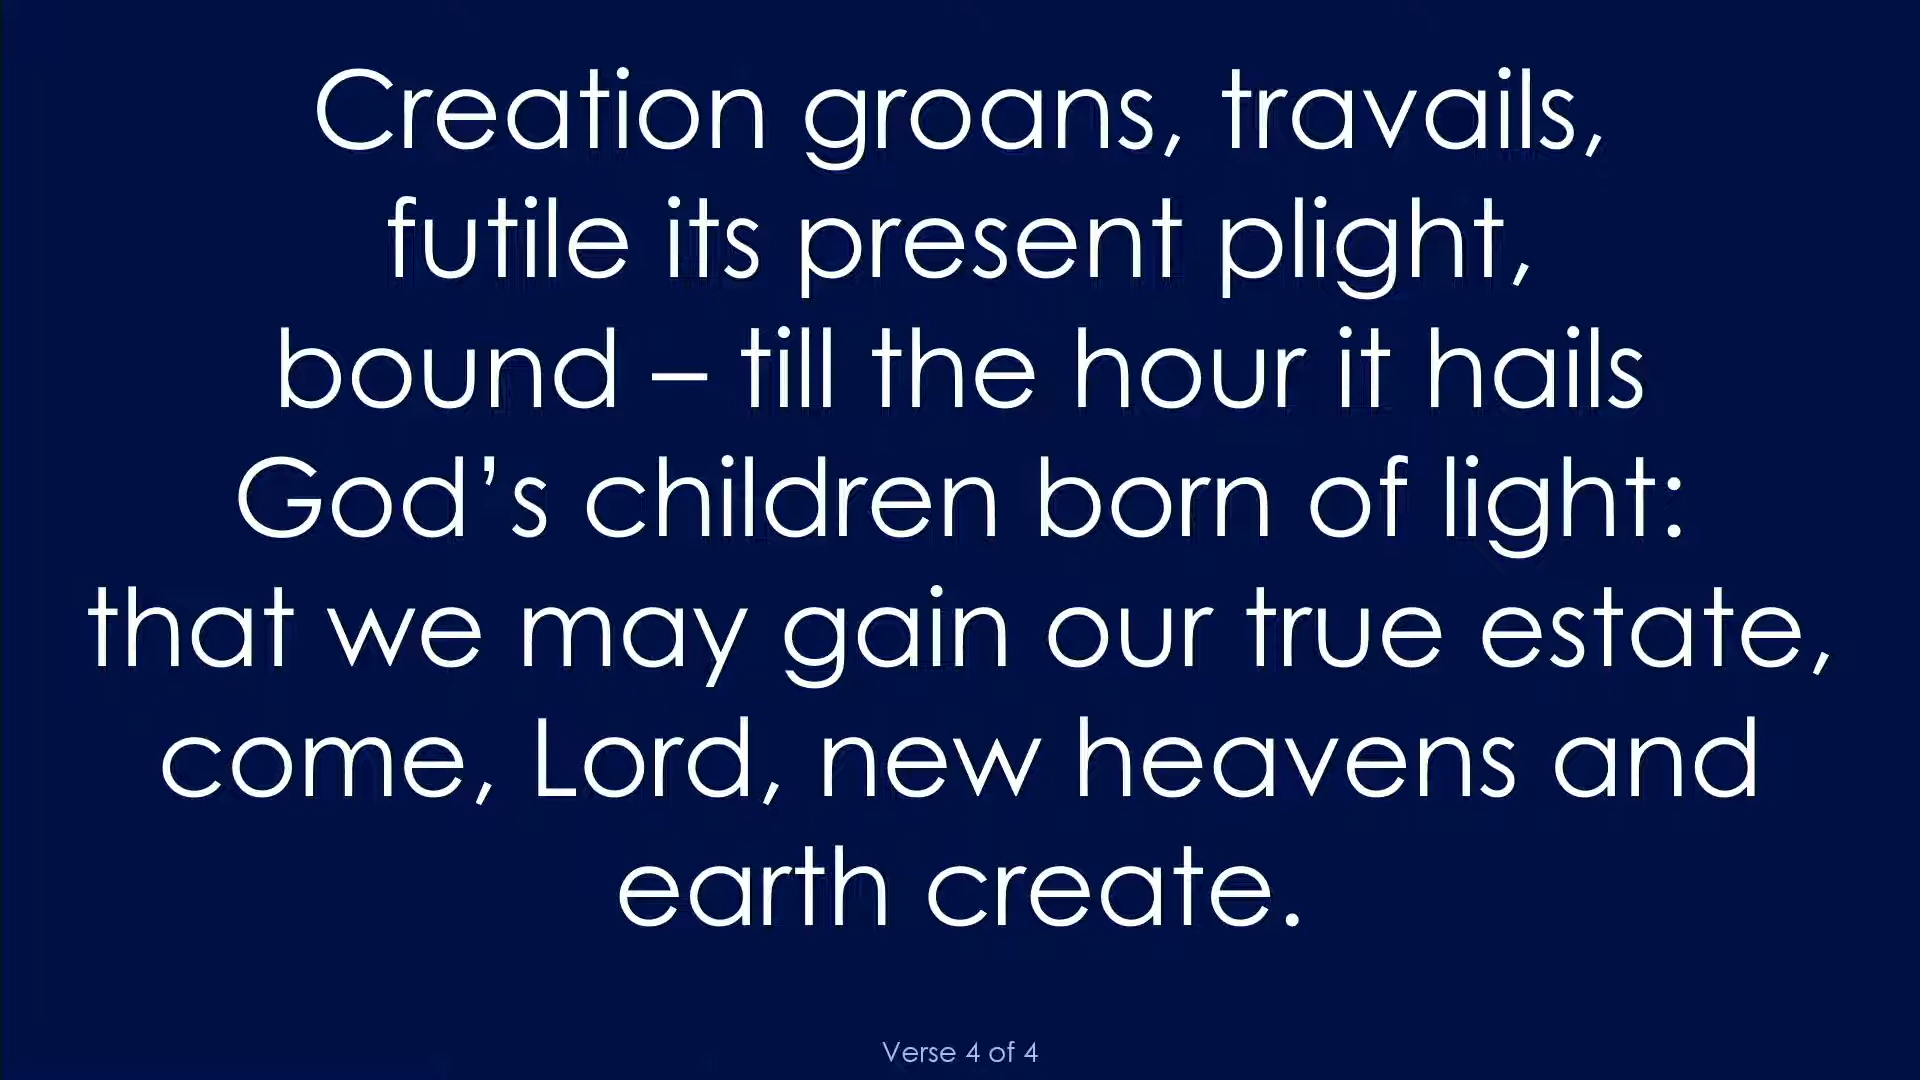 Creation groans, travails,
futile its present plight,
bound – till the hour it hails
God’s children born of light:
that we may gain our true estate,
come, Lord, new heavens and
earth create.
Verse 4 of 4